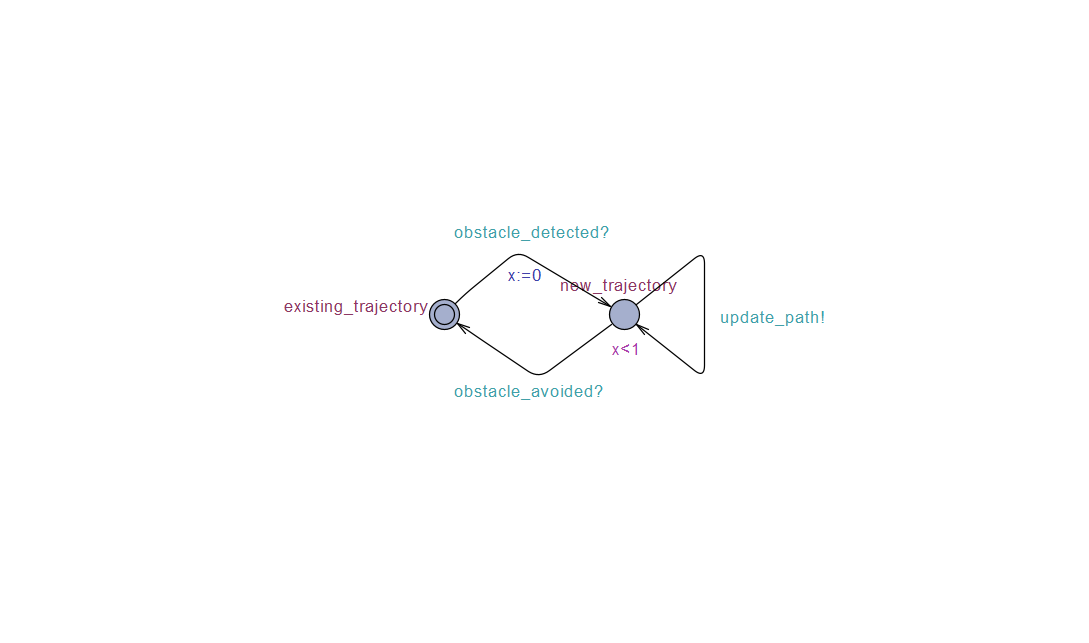 obstacle_detected?
x:=0
new_trajectory
existing_trajectory
update_path!
x<1
obstacle_avoided?